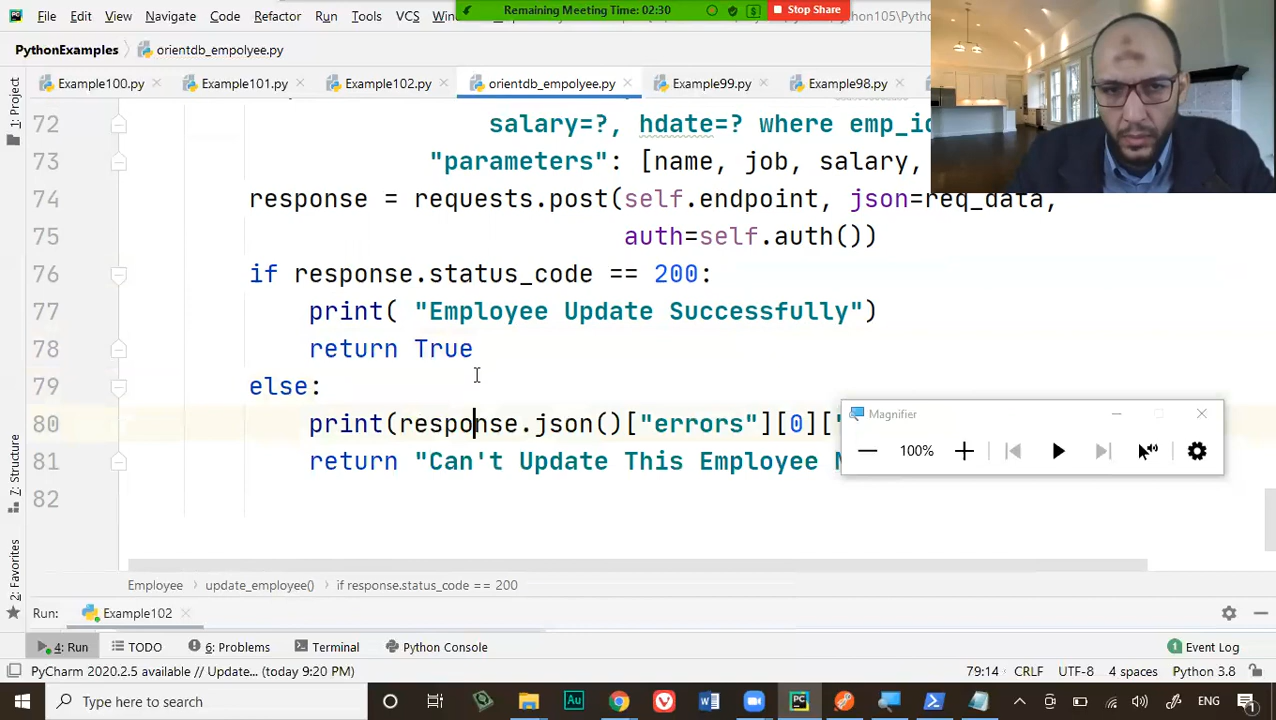 Remaining Meeting Time: 02:30 Stop Share
File Edit View Navigate Code Refactor Run Tools VCS
PythonExamples orientdb_empolyee.py
Example100.py Example101.py Example102.py orientdb_empolyee.py Example99.py Example98.py
1: Project
7: Structure
2: Favorites
72 salary=?, hdate=? where
73 "parameters": [name, job, salary,
74 response = requests.post(self.endpoint, json=req_data,
75 auth=self.auth())
76 if response.status_code == 200:
77 print( "Employee Update Successfully")
78 return True
79 else:
80 print(response.json()["errors"][0]["
81 return "Can't Update This Employee
82
Magnifier
100%
Employee update_employee() if response.status_code == 200
Run: Example102
4: Run TODO 6: Problems Terminal Python Console Event Log
PyCharm 2020.2.5 available // Update... (today 9:20 PM) 79:14 CRLF UTF-8 4 spaces Python 3.8
Type here to search ENG